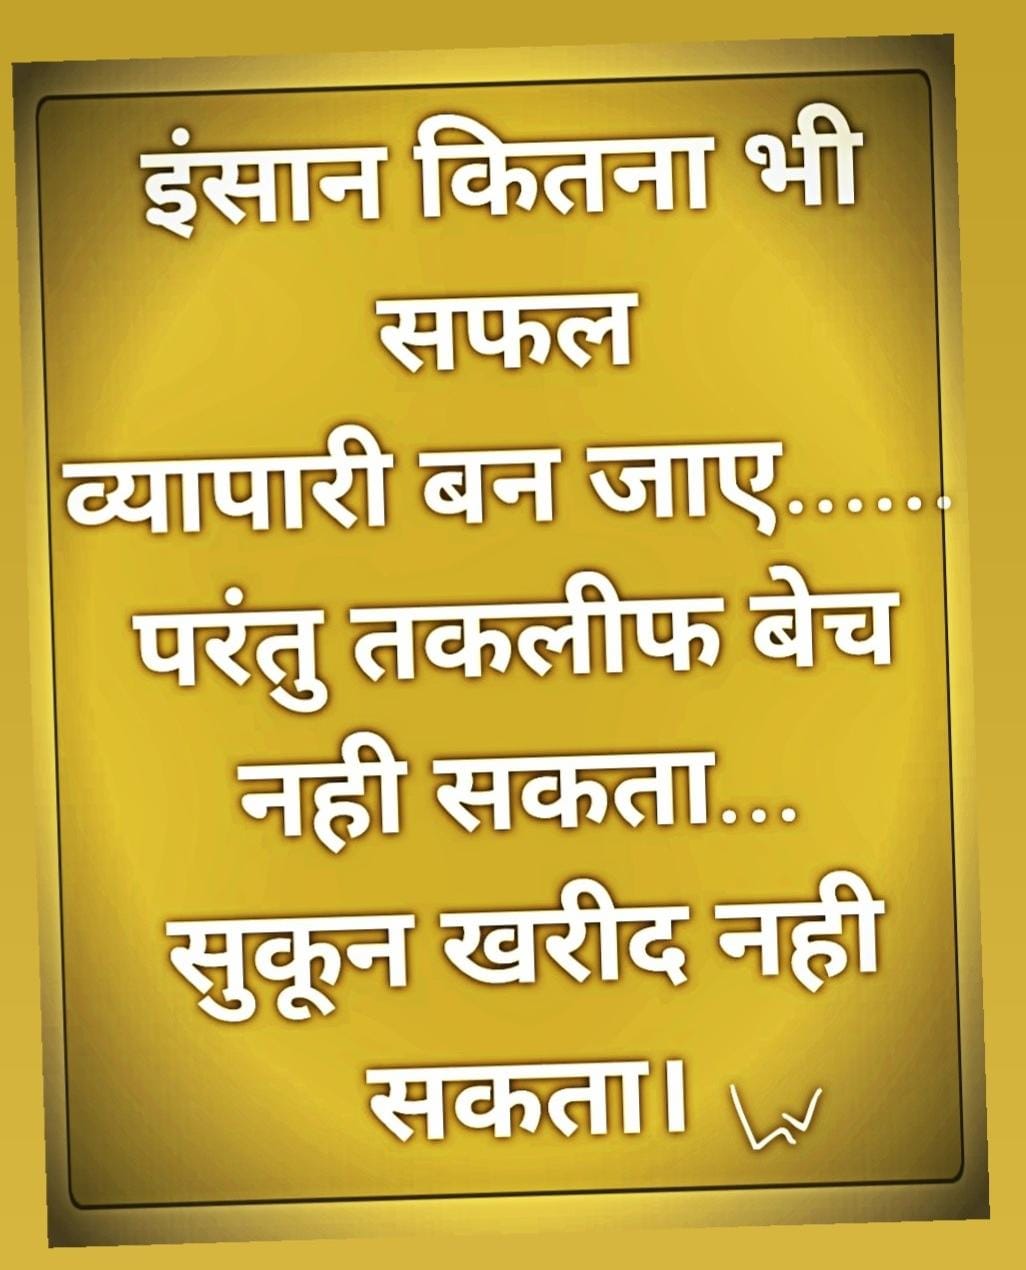 इंसान कितना भी
सफल
व्यापारी बन जाए......
परंतु तकलीफ बेच
नही सकता...
सुकून खरीद नही
सकता।